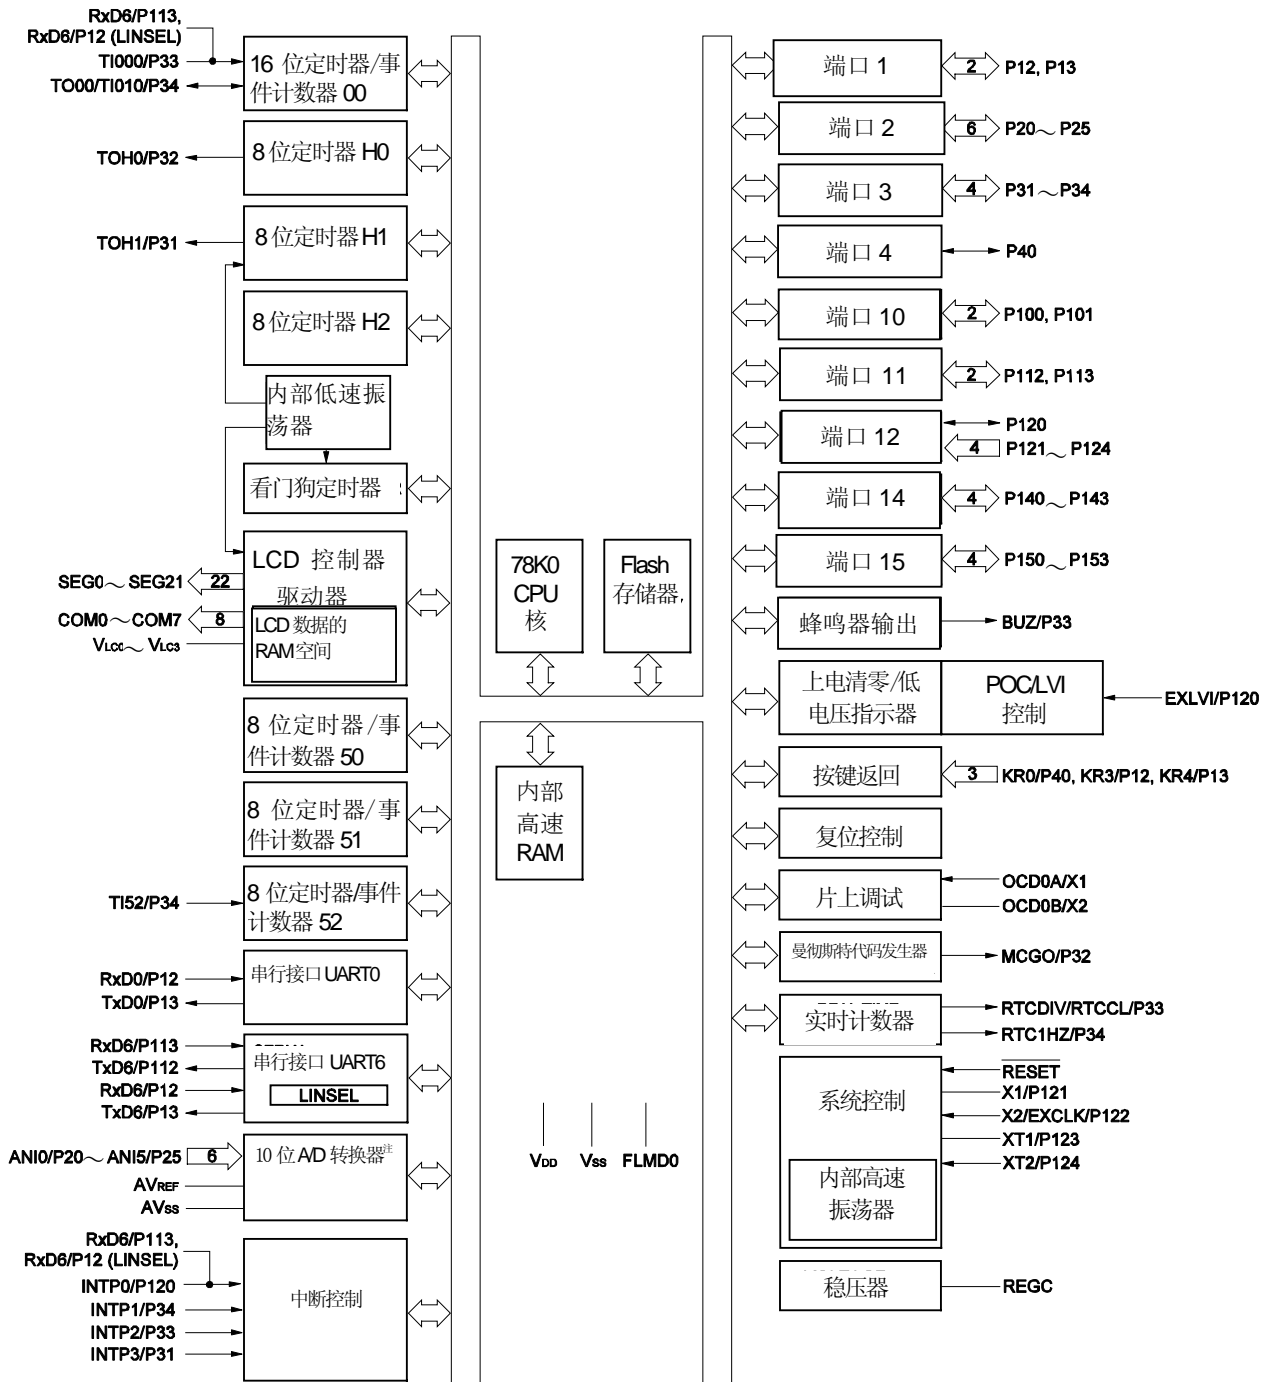 RxD6/P113,
RxD6/P12 (LINSEL)
TI000/P33
TO00/TI010/P34
16 位定时器/事
件计数器 00
TOH0/P32
8 位定时器 H0
TOH1/P31
8 位定时器 H1
8 位定时器 H2
内部低速振
荡器
看门狗定时器
LCD 控制器
驱动器
LCD 数据的
RAM 空间
SEG0～SEG21
22
COM0～COM7
8
VLC0～VLC3
8 位定时器/事
件计数器 50
8 位定时器/事
件计数器 51
TI52/P34
8 位定时器/事件
计数器 52
RxD0/P12
TxD0/P13
串行接口 UART0
RxD6/P113
TxD6/P112
RxD6/P12
TxD6/P13
串行接口 UART6
LINSEL
ANI0/P20～ANI5/P25
6
AVREF
AVSS
10 位 A/D 转换器注
RxD6/P113,
RxD6/P12 (LINSEL)
INTP0/P120
INTP1/P34
INTP2/P33
INTP3/P31
中断控制
78K0
CPU
核
Flash
存储器
内部
高速
RAM
VDD
VSS
FLMD0
端口 1
2
P12, P13
端口 2
6
P20～P25
端口 3
4
P31～P34
端口 4
P40
端口 10
2
P100, P101
端口 11
2
P112, P113
端口 12
P120
4
P121～P124
端口 14
4
P140～P143
端口 15
4
P150～P153
蜂鸣器输出
BUZ/P33
上电清零/低
电压指示器
POC/LVI
控制
EXLVI/P120
按键返回
3
KR0/P40, KR3/P12, KR4/P13
复位控制
片上调试
OCD0A/X1
OCD0B/X2
曼彻斯特代码发生器
MCGO/P32
实时计数器
RTCDIV/RTCCL/P33
RTC1HZ/P34
系统控制
RESET
X1/P121
X2/EXCLK/P122
XT1/P123
XT2/P124
内部高速
振荡器
稳压器
REGC